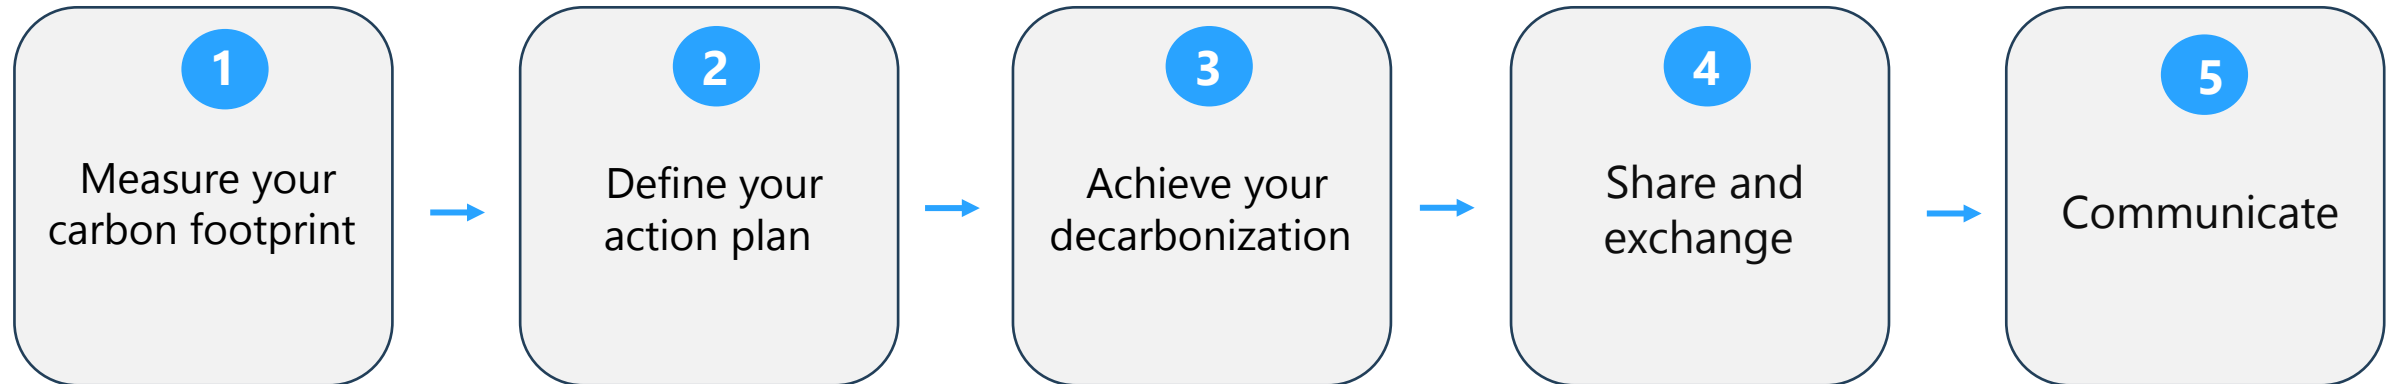 1
Measure your
carbon footprint
2
Define your
action plan
3
Achieve your
decarbonization
4
Share and
exchange
5
Communicate